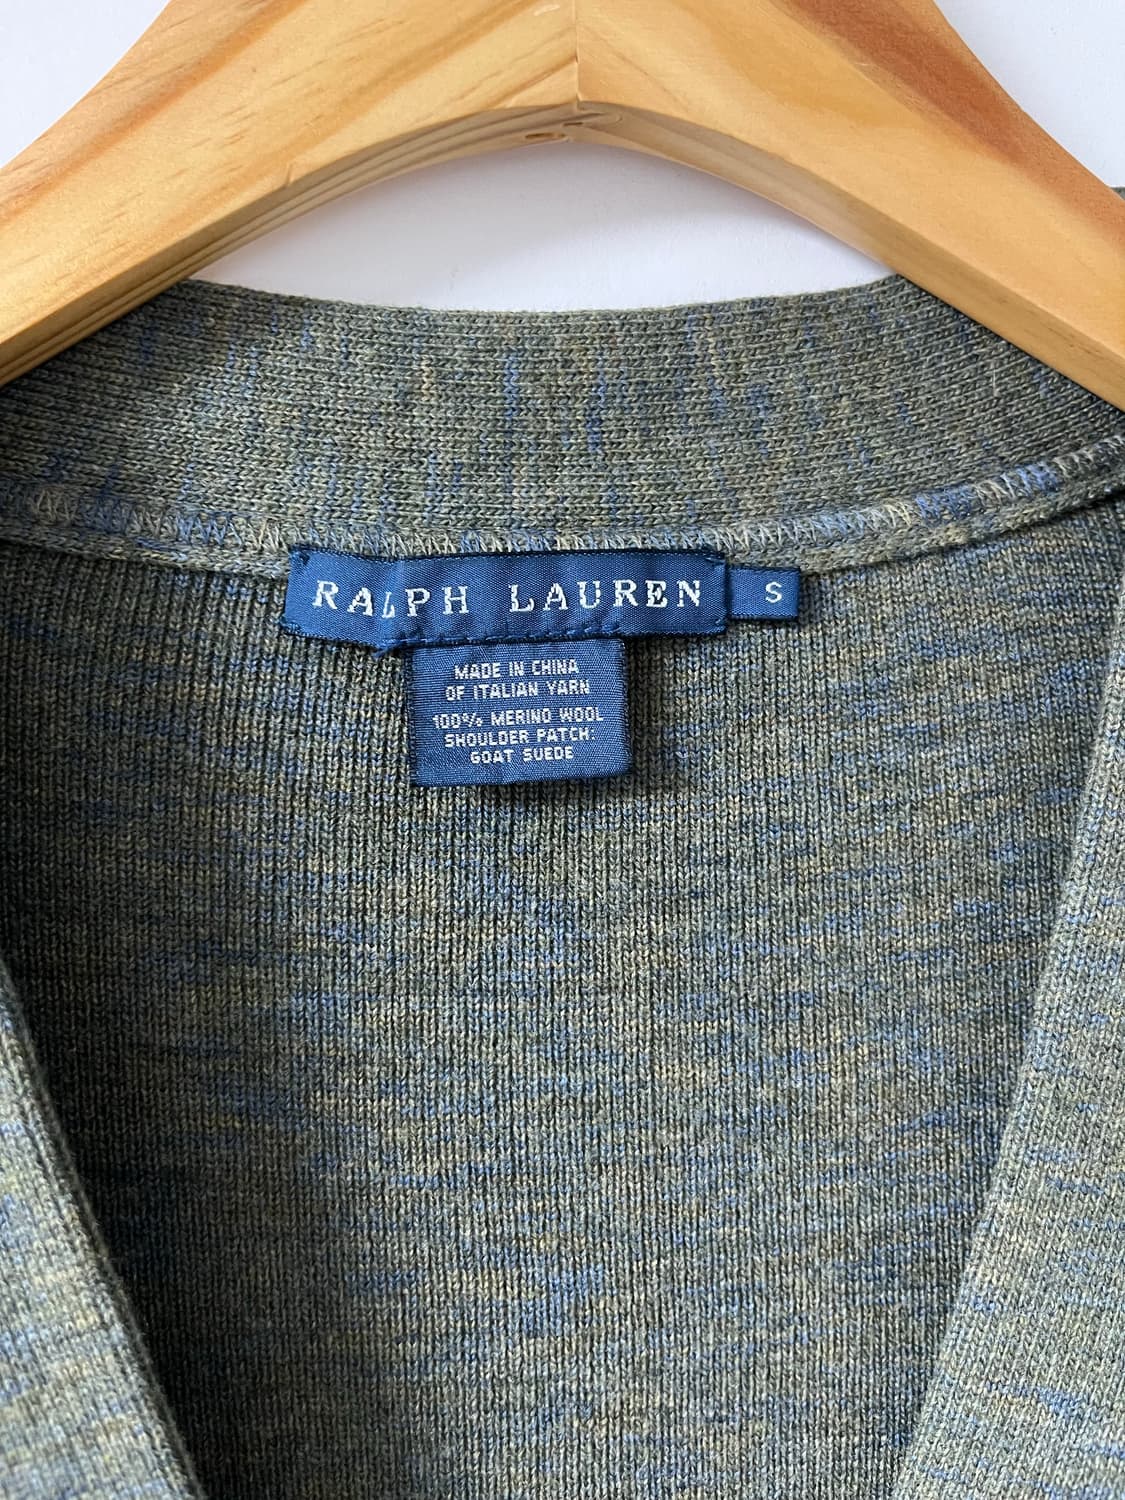 RALPH LAUREN
S
MADE IN CHINA
OF ITALIAN YARN
100% MERINO WOOL
SHOULDER PATCH:
GOAT SUEDE